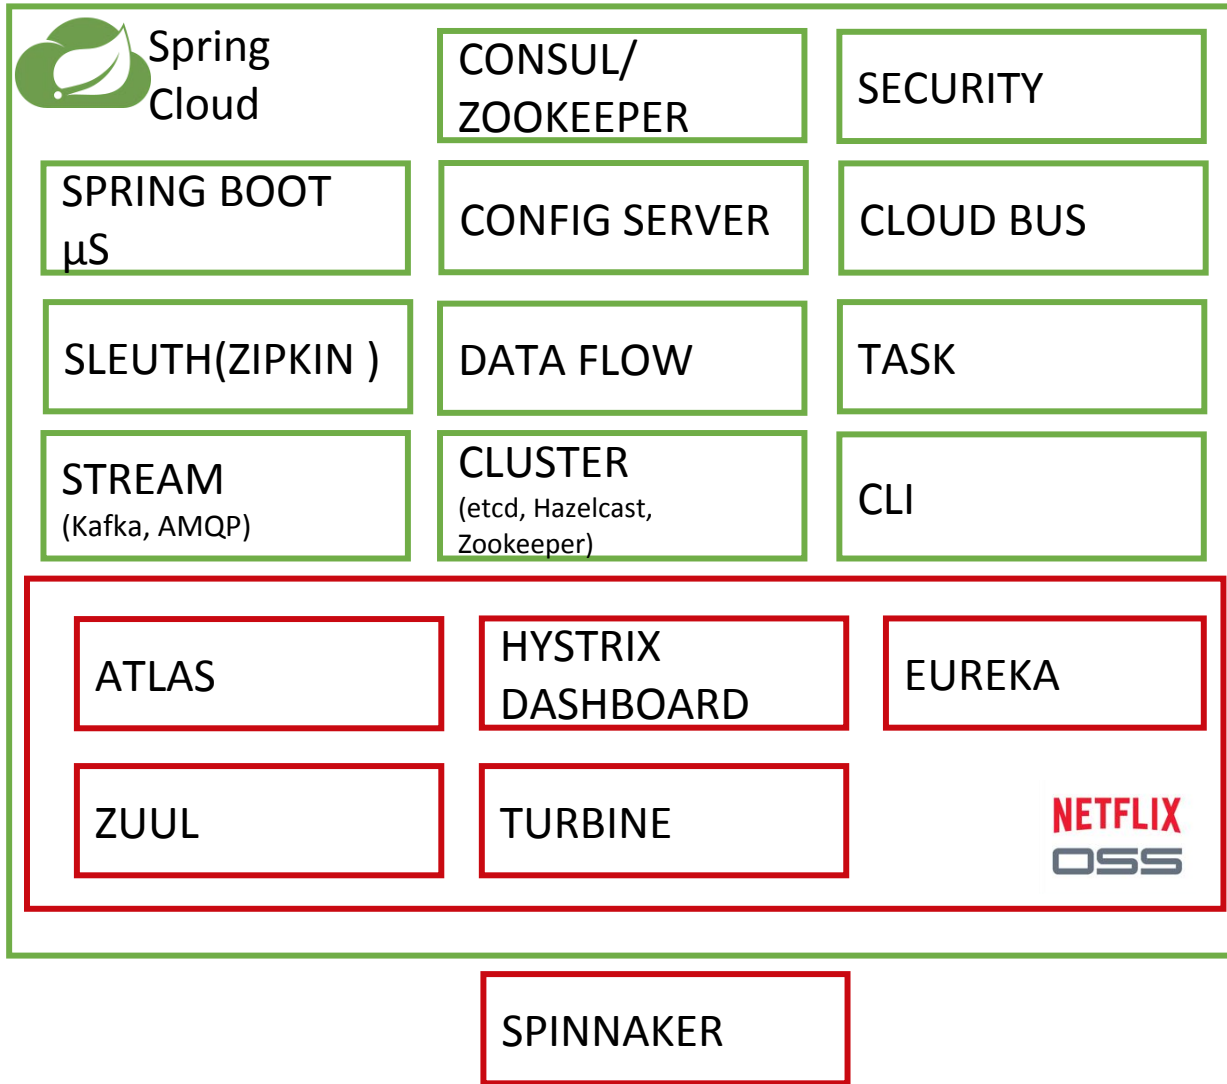 Spring
Cloud
CONSUL/
ZOOKEEPER
SECURITY
SPRING BOOT
µS
CONFIG SERVER
CLOUD BUS
SLEUTH(ZIPKIN )
DATA FLOW
TASK
STREAM
(Kafka, AMQP)
CLUSTER
(etcd, Hazelcast,
Zookeeper)
CLI
ATLAS
HYSTRIX
DASHBOARD
EUREKA
ZUUL
TURBINE
NETFLIX
OSS
SPINNAKER